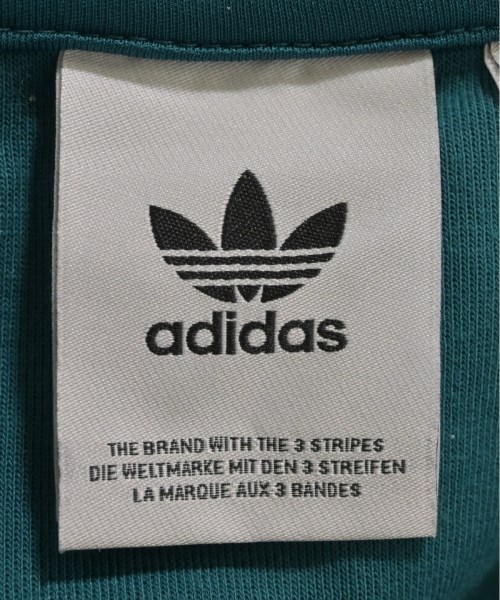 adidas
THE BRAND WITH THE 3 STRIPES
DIE WELTMARKE MIT DEN 3 STREIFEN
LA MARQUE AUX 3 BANDES